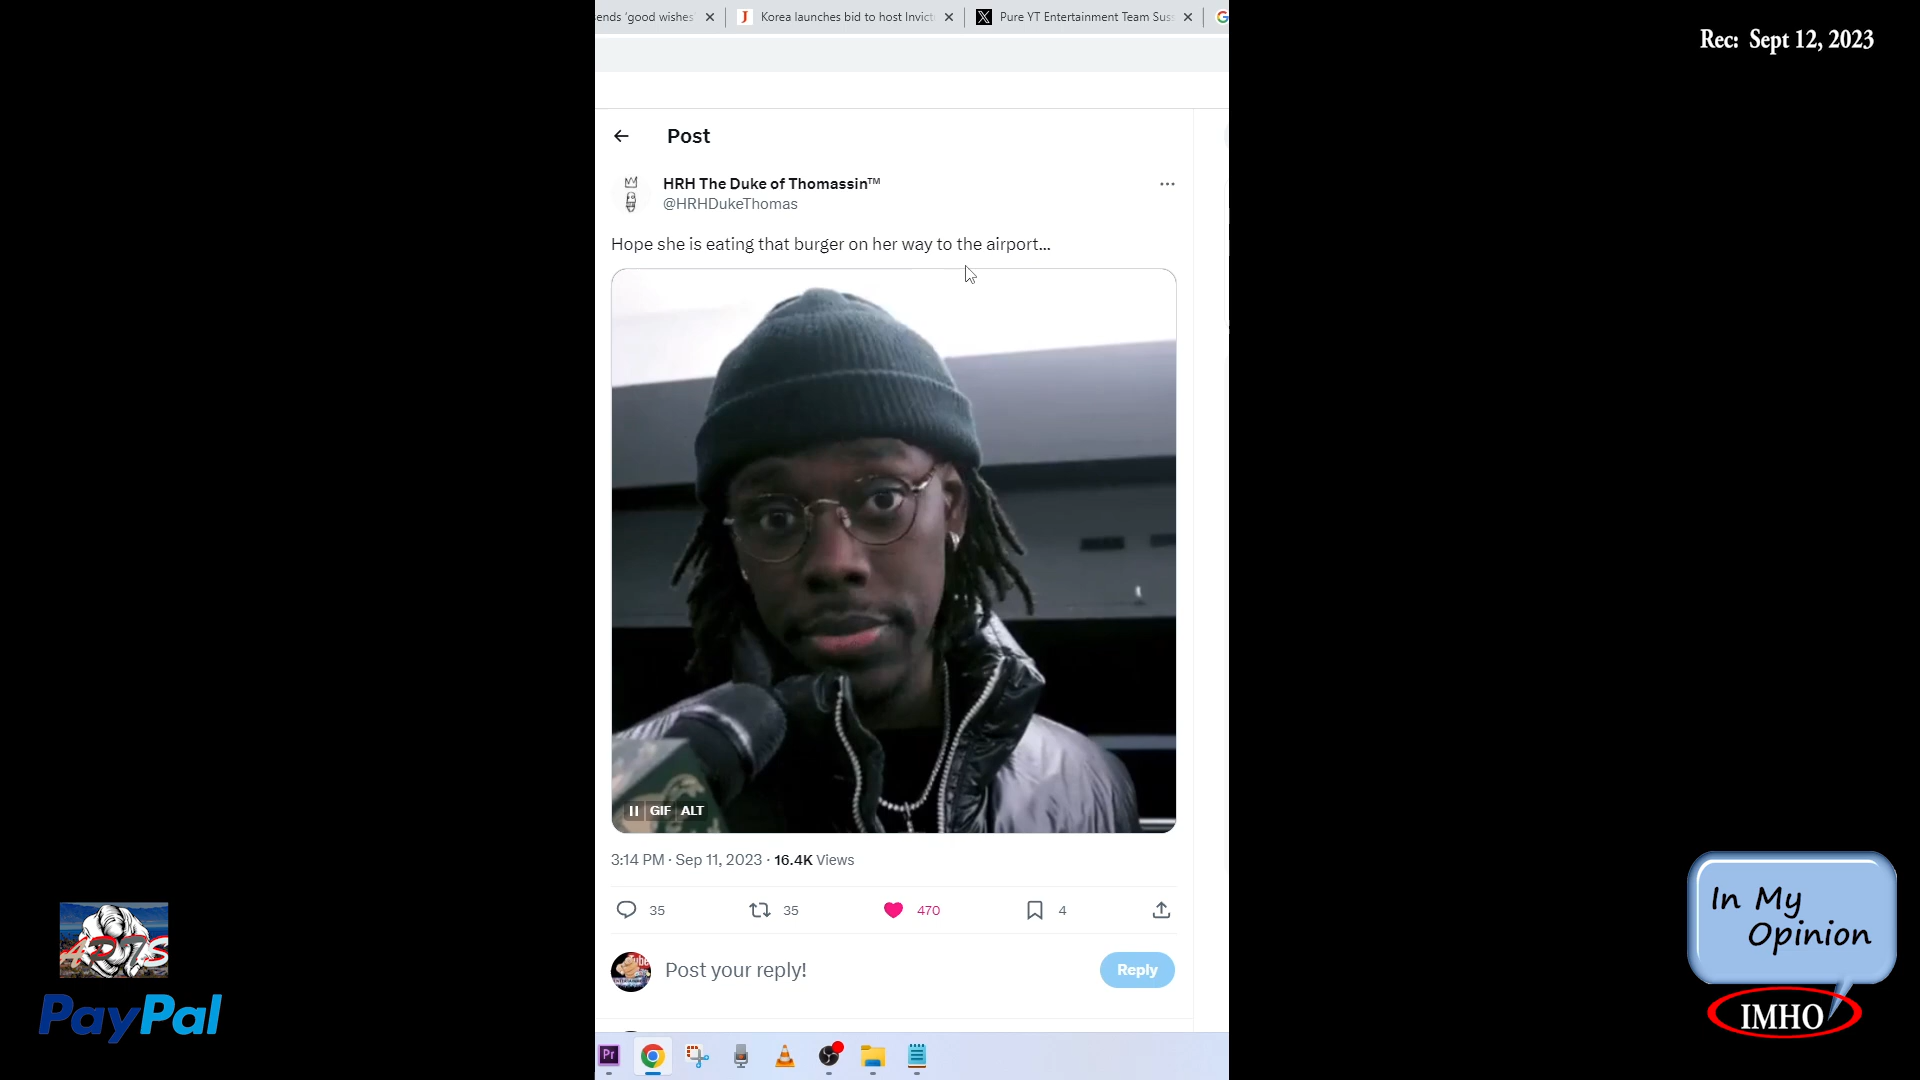 ends 'good wishes'
Korea launches bid to host Invict
Pure YT Entertainment Team Sus
Rec: Sept 12, 2023
Post
HRH The Duke of Thomassin™
@HRHDukeThomas
Hope she is eating that burger on her way to the airport...
GIF ALT
3:14 PM · Sep 11, 2023 · 16.4K Views
35 35 470 4
Post your reply!
Reply
PayPal
In My
Opinion
IMHO
Pr